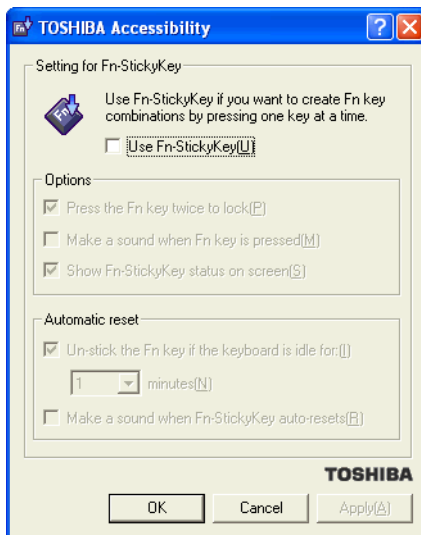 TOSHIBA Accessibility
Setting for Fn-StickyKey
Fn
Use Fn-StickyKey if you want to create Fn key
combinations by pressing one key at a time.
Use Fn-StickyKey(U)
Options
Press the Fn key twice to lock(P)
Make a sound when Fn key is pressed(M)
Show Fn-StickyKey status on screen(S)
Automatic reset
Un-stick the Fn key if the keyboard is idle for:(I)
1 minutes(N)
Make a sound when Fn-StickyKey auto-resets(R)
TOSHIBA
OK Cancel Apply(A)